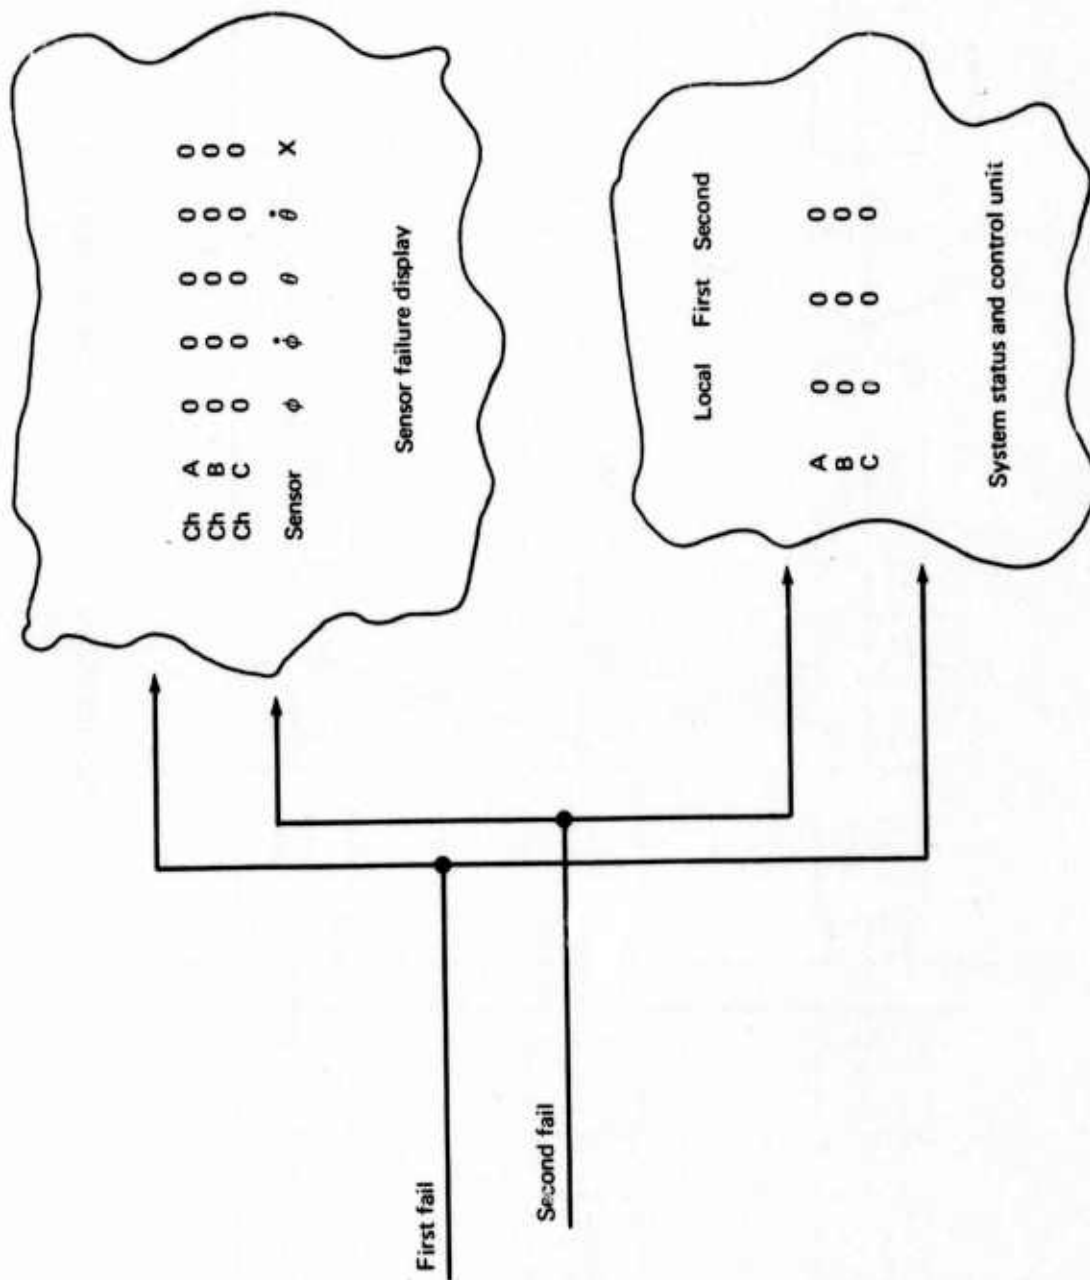 Ch A 0 0 0 0 0
Ch B 0 0 0 0 0
Ch C 0 0 0 0 0
Sensor ϕ ϕ̇ θ θ̇ X
Sensor failure display
First fail
Second fail
Local First Second
A 0 0 0
B 0 0 0
C 0 0 0
System status and control unit